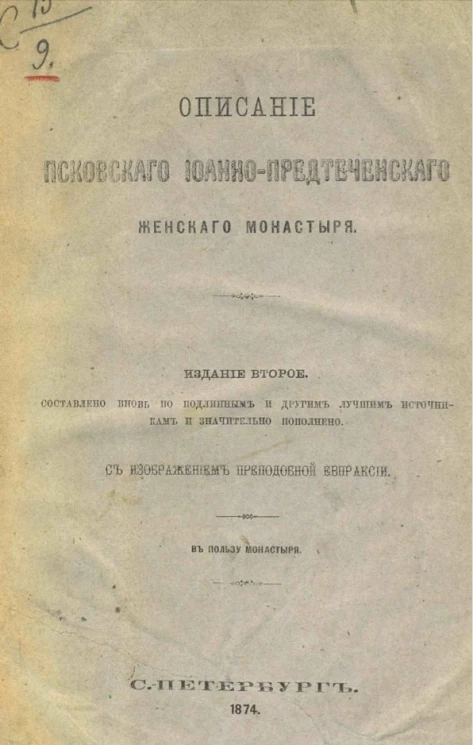 С 15
9.
ОПИСАНІЕ
ПСКОВСКАГО ІОАННО-ПРЕДТЕЧЕНСКАГО
ЖЕНСКАГО МОНАСТЫРЯ.
ИЗДАНІЕ ВТОРОЕ.
СОСТАВЛЕНО ВНОВЬ ПО ПОДЛИННЫМЪ И ДРУГИМЪ ЛУЧШИМЪ ИСТОЧНИ-
КАМЪ И ЗНАЧИТЕЛЬНО ПОПОЛНЕНО.
СЪ ИЗОБРАЖЕНІЕМЪ ПРЕПОДОБНОЙ ЕВПРАКСІИ.
ВЪ ПОЛЬЗУ МОНАСТЫРЯ.
С.-ПЕТЕРБУРГЪ.
1874.